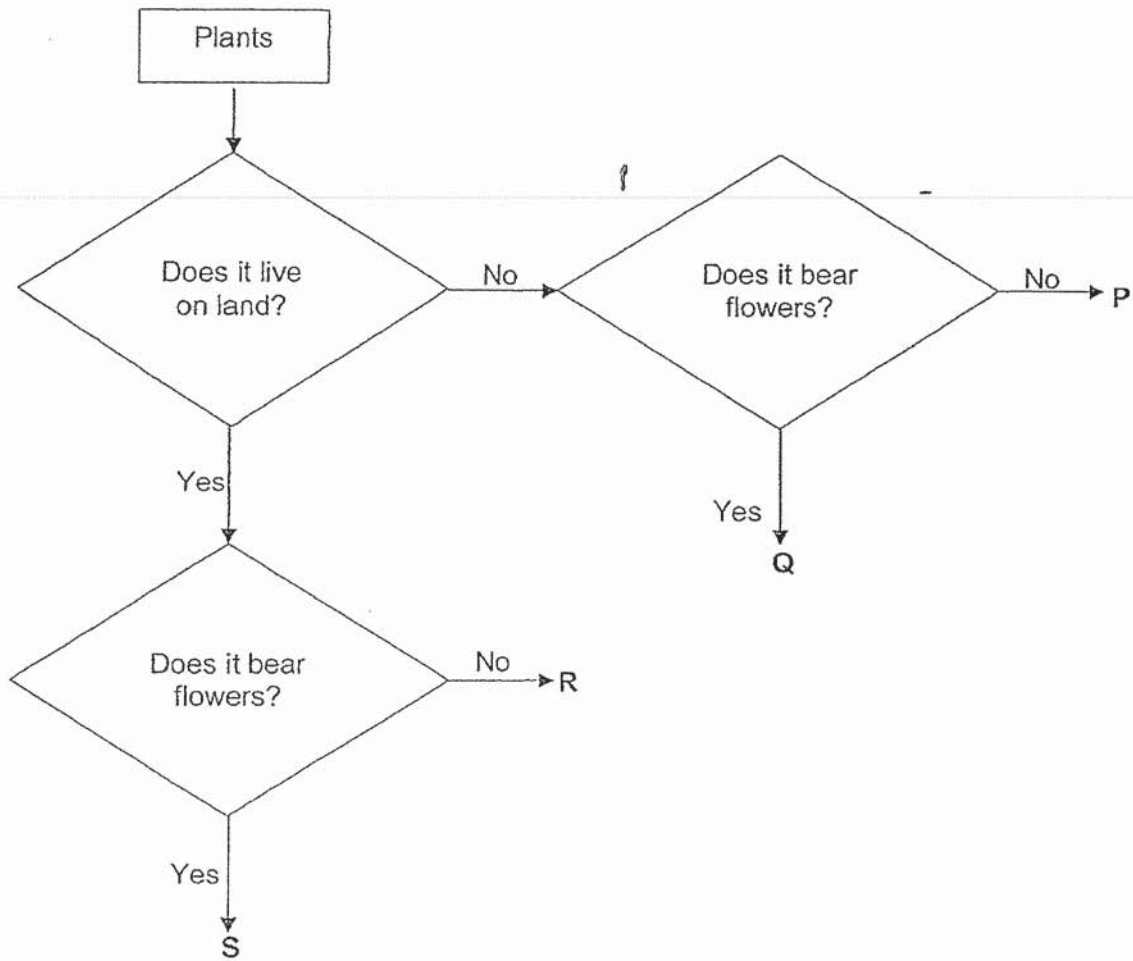 Plants
Does it live
on land?
No
Does it bear
flowers?
No
P
Yes
Yes
Q
Does it bear
flowers?
No
R
Yes
S